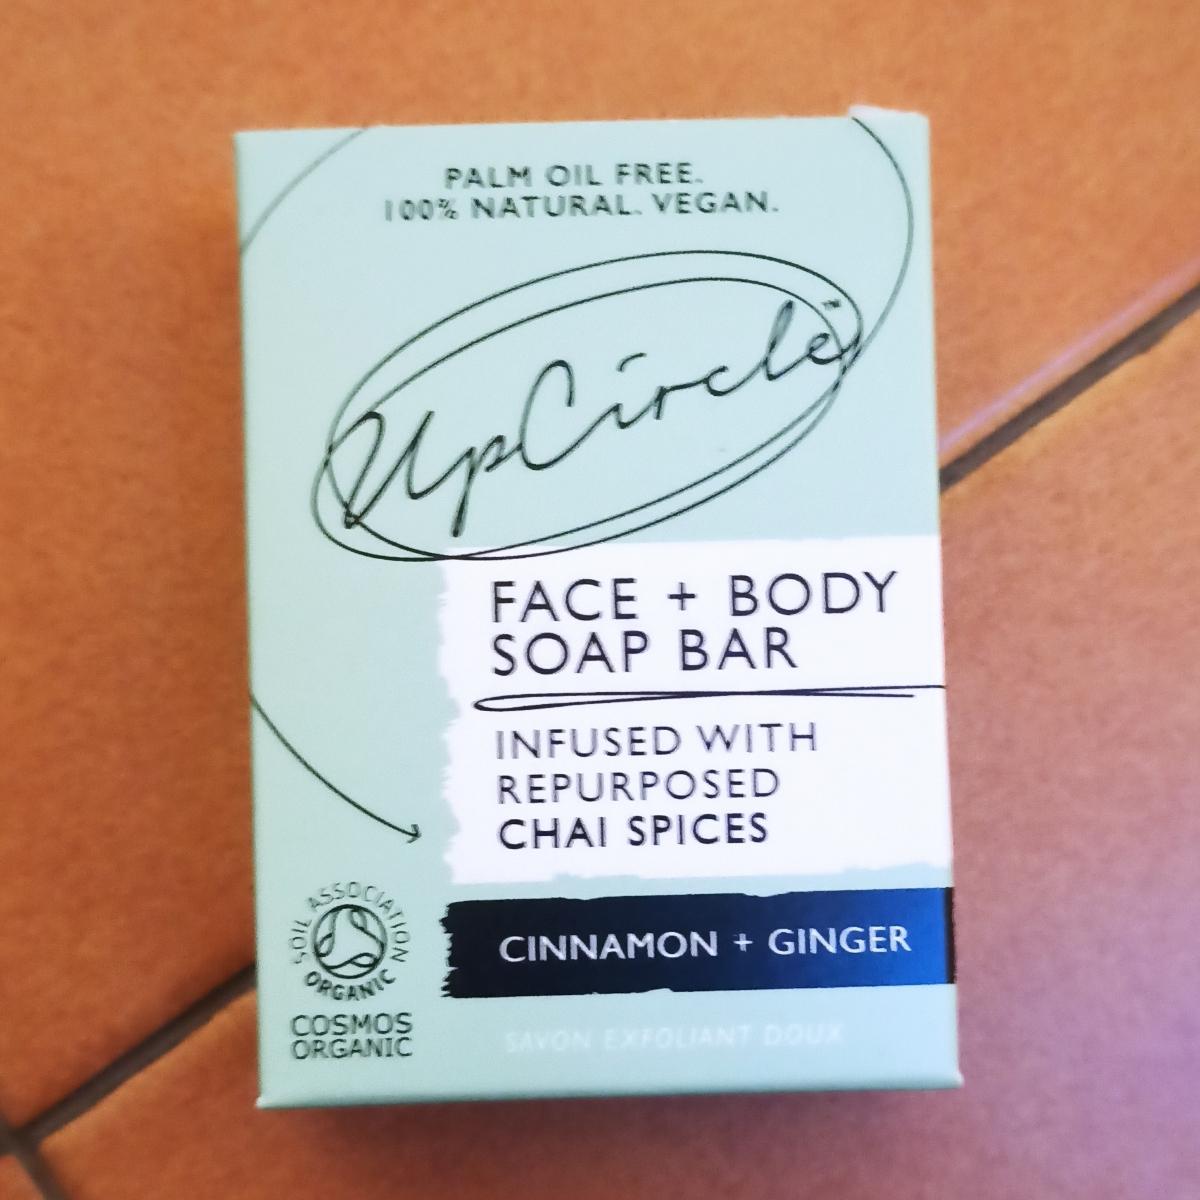 PALM OIL FREE.
100% NATURAL. VEGAN.
UpCircle
FACE + BODY
SOAP BAR
INFUSED WITH
REPURPOSED
CHAI SPICES
CINNAMON + GINGER
SOIL ASSOCIATION
ORGANIC
COSMOS
ORGANIC
SAVON EXFOLIANT DOUX